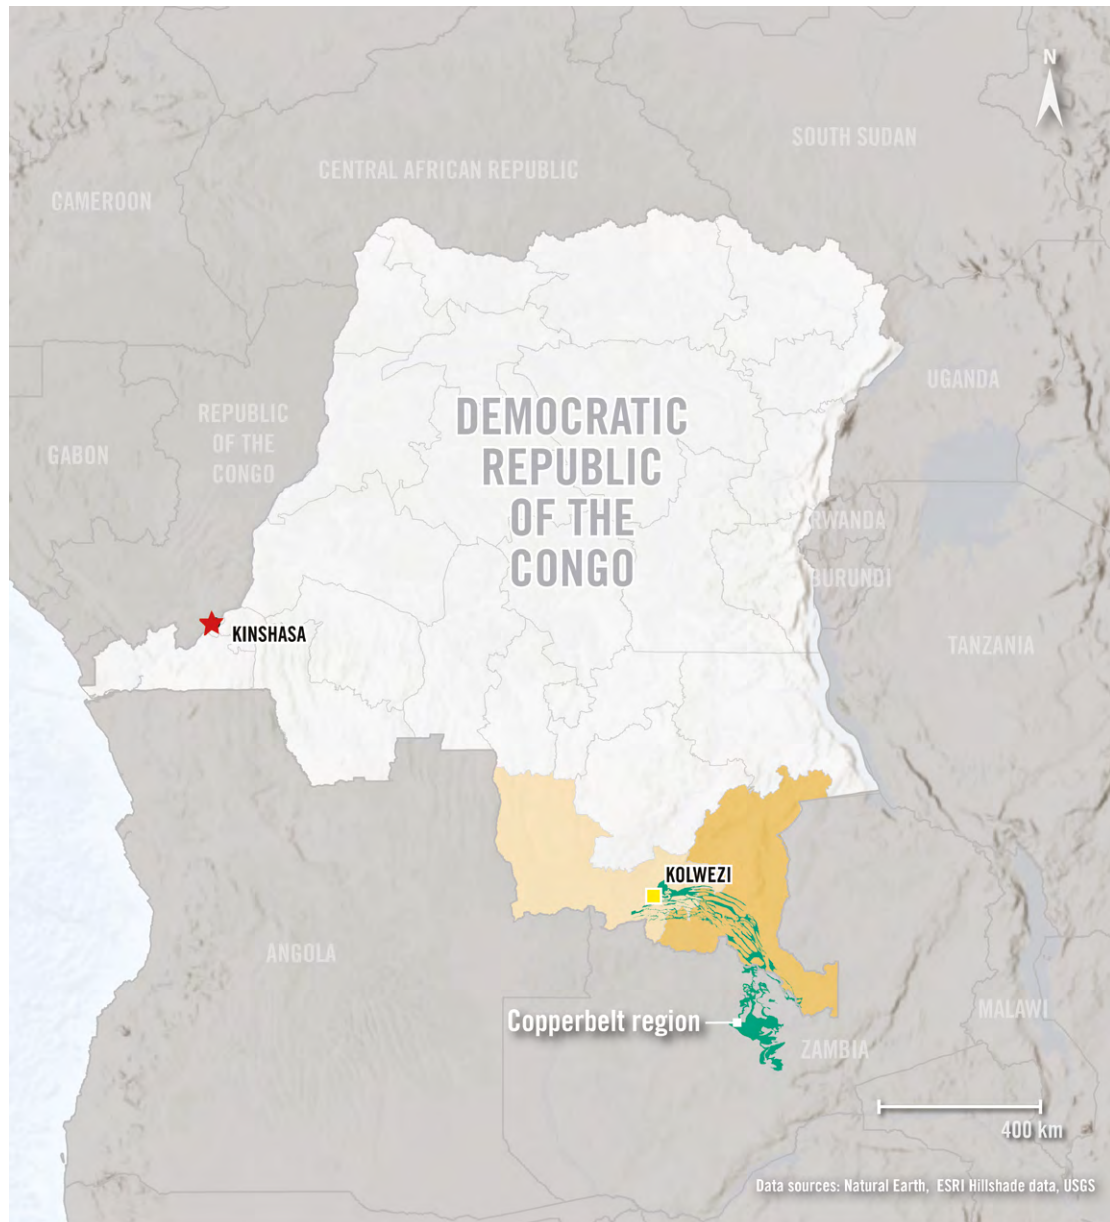 N
SOUTH SUDAN
CENTRAL AFRICAN REPUBLIC
CAMEROON
UGANDA
DEMOCRATIC
REPUBLIC
OF THE
CONGO
REPUBLIC
OF THE
CONGO
GABON
RWANDA
BURUNDI
KINSHASA
TANZANIA
KOLWEZI
ANGOLA
MALAWI
Copperbelt region
ZAMBIA
400 km
Data sources: Natural Earth, ESRI Hillshade data, USGS